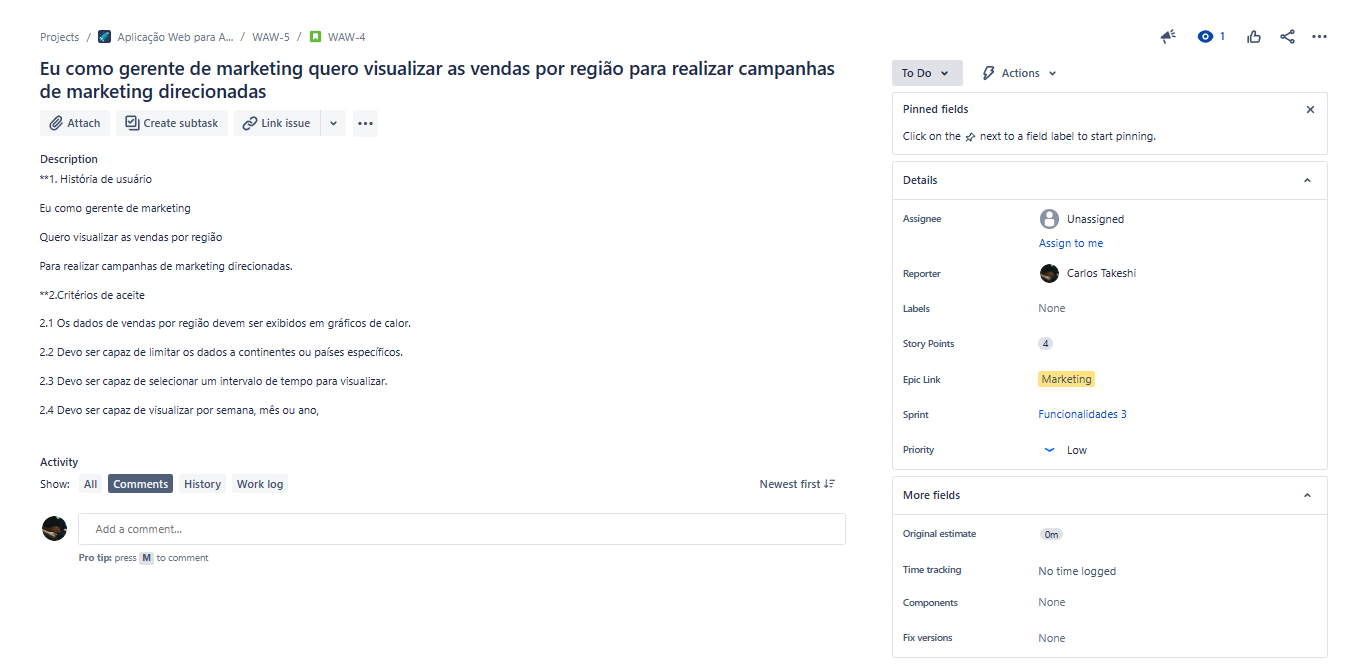 Projects / Aplicação Web para A... / WAW-5 / WAW-4
1
Eu como gerente de marketing quero visualizar as vendas por região para realizar campanhas
de marketing direcionadas
Attach Create subtask Link issue
Description
**1. História de usuário
Eu como gerente de marketing
Quero visualizar as vendas por região
Para realizar campanhas de marketing direcionadas.
**2.Critérios de aceite
2.1 Os dados de vendas por região devem ser exibidos em gráficos de calor.
2.2 Devo ser capaz de limitar os dados a continentes ou países específicos.
2.3 Devo ser capaz de selecionar um intervalo de tempo para visualizar.
2.4 Devo ser capaz de visualizar por semana, mês ou ano,
Activity
Show: All Comments History Work log Newest first
Add a comment...
Pro tip: press M to comment
To Do Actions
Pinned fields
Click on the next to a field label to start pinning.
Details
Assignee Unassigned
Assign to me
Reporter Carlos Takeshi
Labels None
Story Points 4
Epic Link Marketing
Sprint Funcionalidades 3
Priority Low
More fields
Original estimate 0m
Time tracking No time logged
Components None
Fix versions None